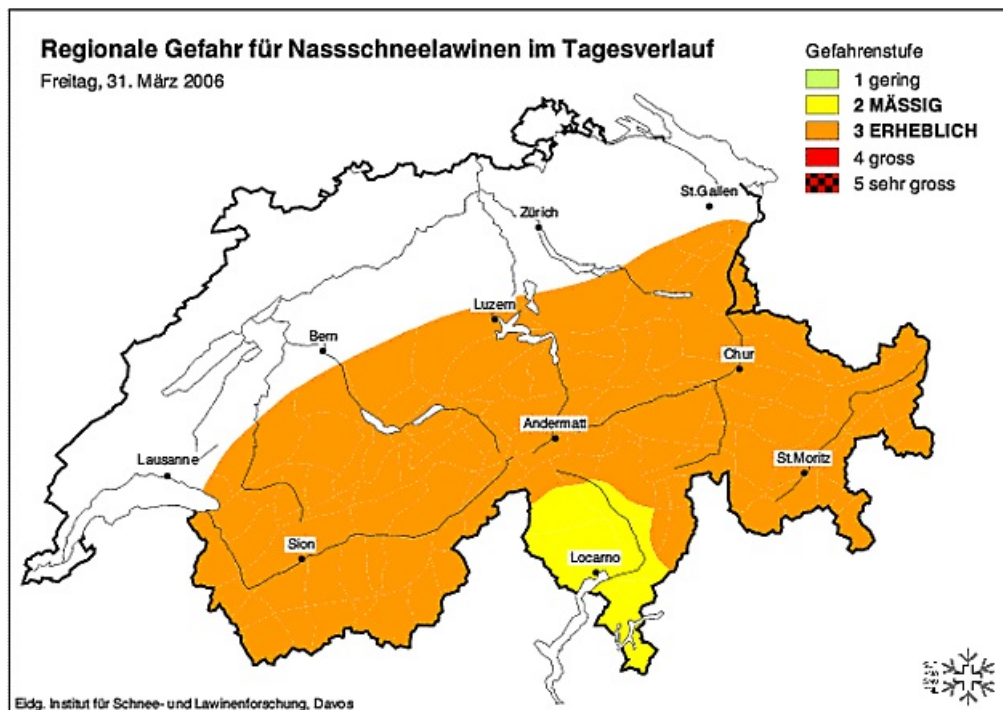 Regionale Gefahr für Nassschneelawinen im Tagesverlauf
Freitag, 31. März 2006
Gefahrenstufe
1 gering
2 MÄSSIG
3 ERHEBLICH
4 gross
5 sehr gross
St.Gallen
Zürich
Luzern
Bern
Chur
Andermatt
Lausanne
St.Moritz
Sion
Locarno
Eidg. Institut für Schnee- und Lawinenforschung, Davos